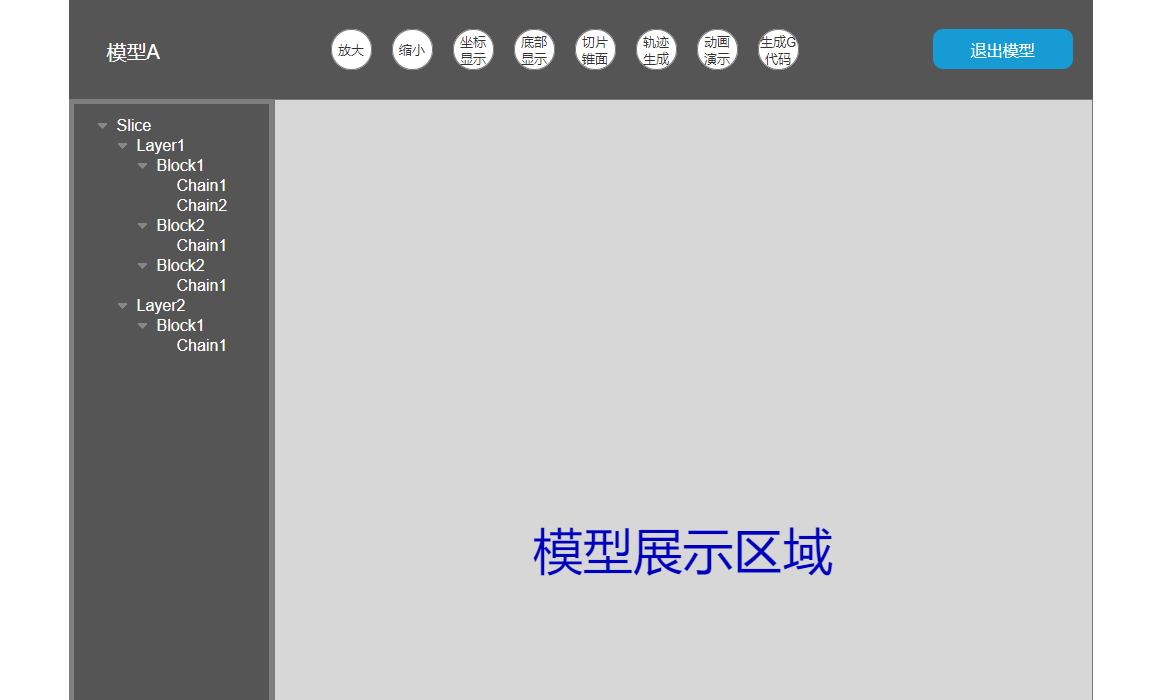 模型A
放大
缩小
坐标
显示
底部
显示
切片
锥面
轨迹
生成
动画
演示
生成G
代码
退出模型
Slice
Layer1
Block1
Chain1
Chain2
Block2
Chain1
Block2
Chain1
Layer2
Block1
Chain1
模型展示区域